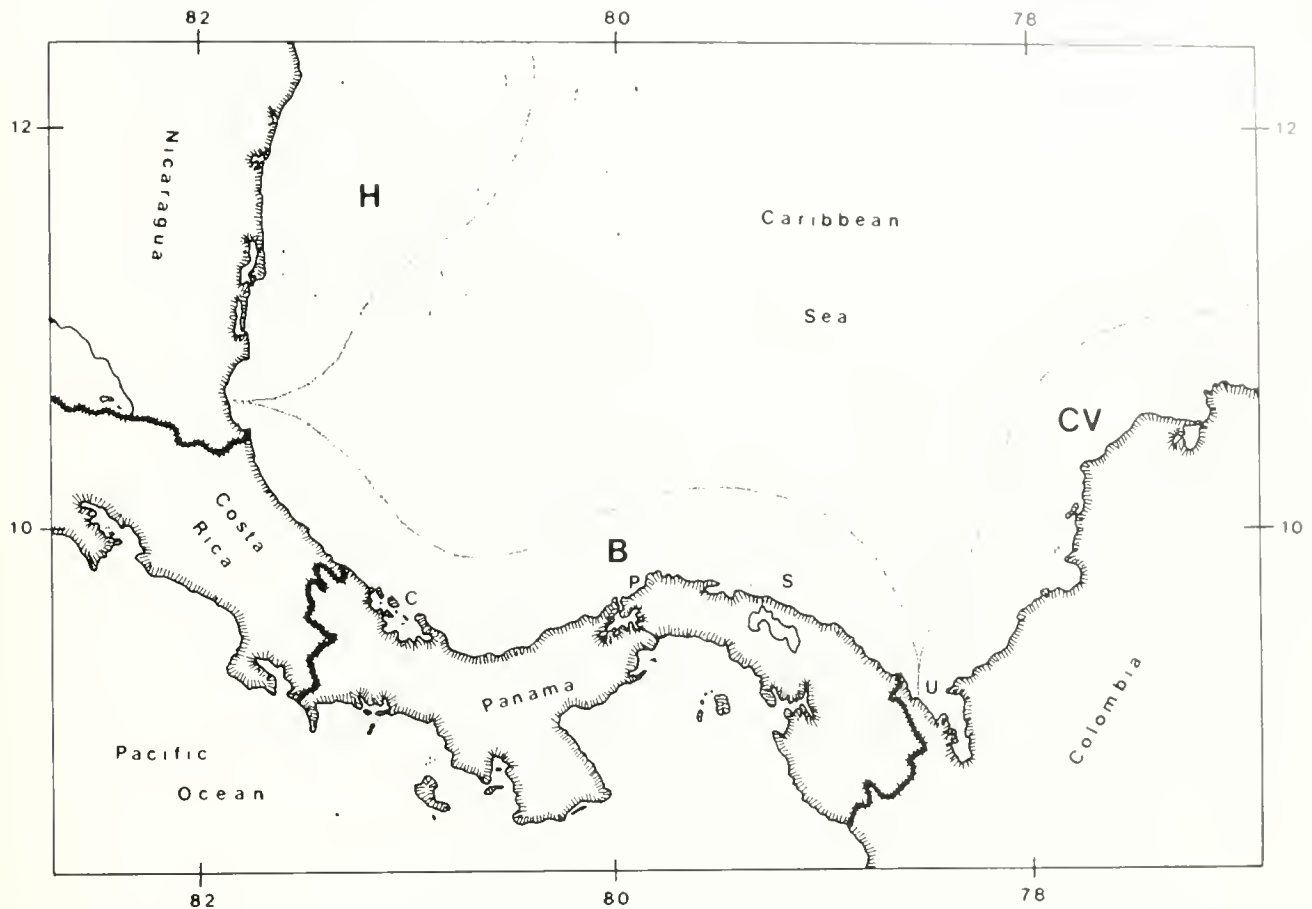 82 80 78
12 12
Nicaragua
H
Caribbean
Sea
CV
Costa
Rica
10 10
B
P S
C
U
Panama
Colombia
Pacific
Ocean
82 80 78